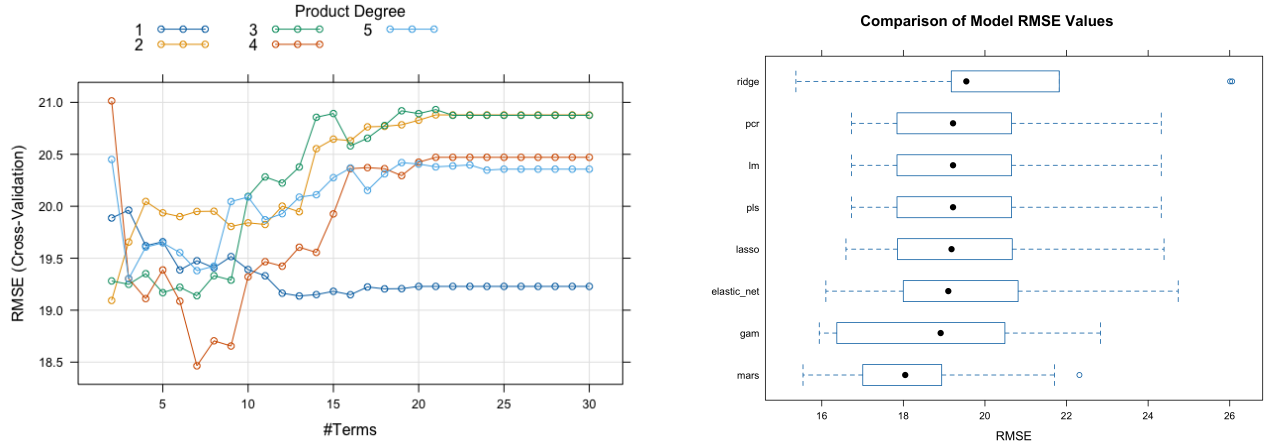 Product Degree
1 3 5
2 4
RMSE (Cross-Validation)
21.0
20.5
20.0
19.5
19.0
18.5
5 10 15 20 25 30
#Terms
Comparison of Model RMSE Values
ridge
pcr
lm
pls
lasso
elastic_net
gam
mars
16 18 20 22 24 26
RMSE